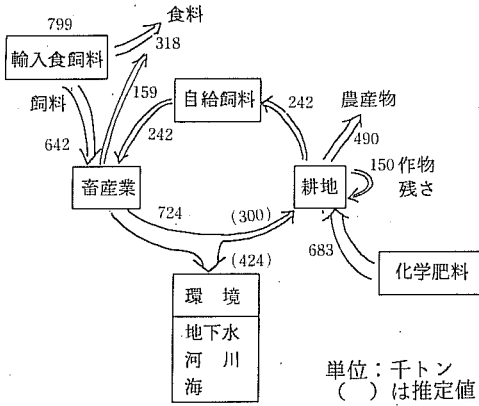 799
食料
輸入食飼料
318
飼料
159
自給飼料
242
農産物
642
242
490
畜産業
耕地
150 作物
残さ
724
(300)
683
(424)
化学肥料
環 境
地下水
河 川
海
単位：千トン
( ) は推定値